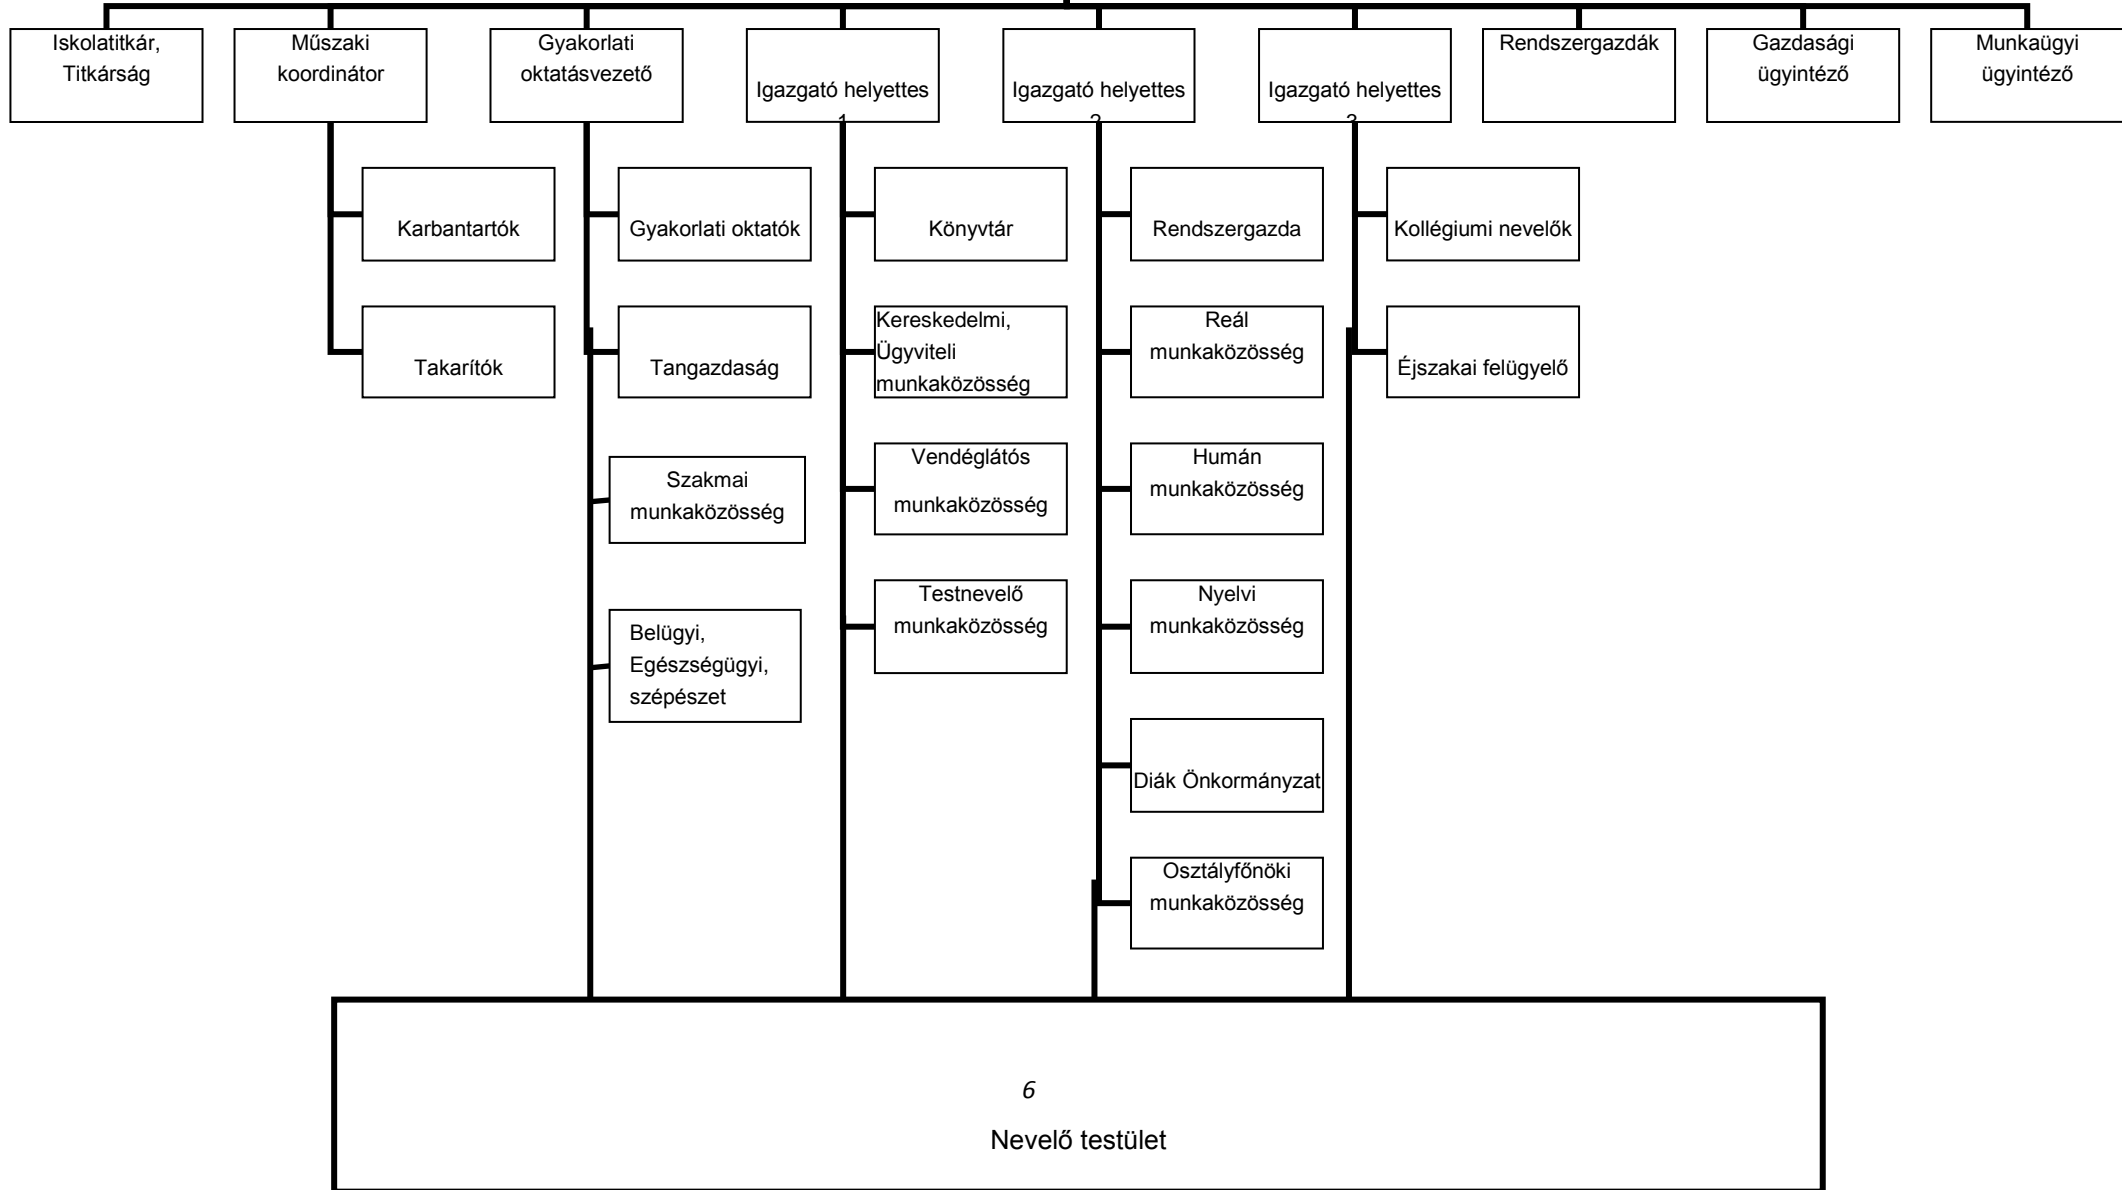 Iskolatitkár,
Titkárság
Műszaki
koordinátor
Gyakorlati
oktatásvezető
Igazgató helyettes
1
Igazgató helyettes
2
Igazgató helyettes
3
Rendszergazdák
Gazdasági
ügyintéző
Munkaügyi
ügyintéző
Karbantartók
Gyakorlati oktatók
Könyvtár
Rendszergazda
Kollégiumi nevelők
Takarítók
Tangazdaság
Kereskedelmi,
Ügyviteli
munkaközösség
Reál
munkaközösség
Éjszakai felügyelő
Szakmai
munkaközösség
Vendéglátós
munkaközösség
Humán
munkaközösség
Belügyi,
Egészségügyi,
szépészet
Testnevelő
munkaközösség
Nyelvi
munkaközösség
Diák Önkormányzat
Osztályfőnöki
munkaközösség
6
Nevelő testület